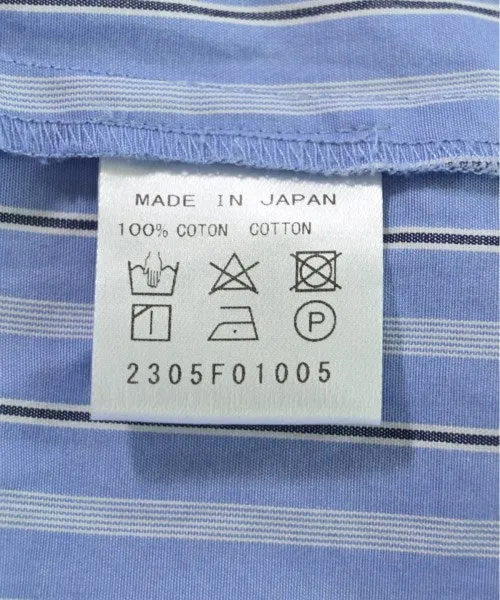 MADE IN JAPAN
100% COTON COTTON
P
2305F01005